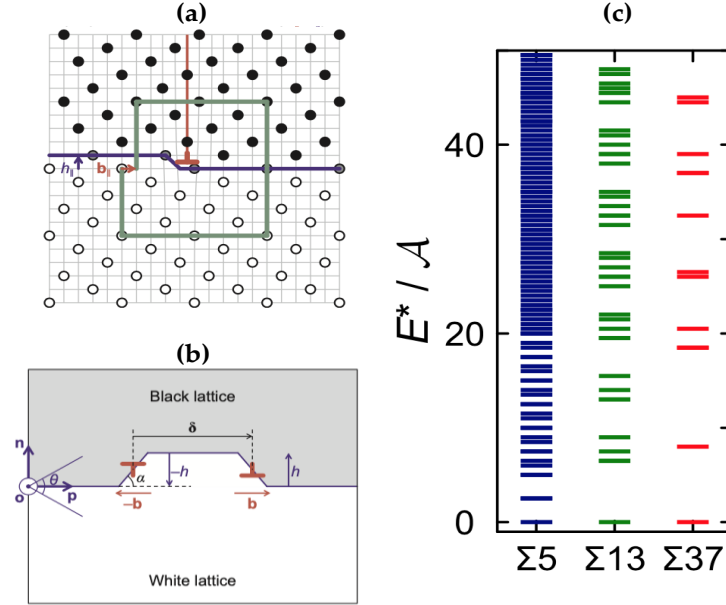 (a)
h∥
b∥
(b)
Black lattice
δ
n
θ
α
–h
h
o
p
–b
b
White lattice
(c)
E* / 𝒜
40
20
0
Σ5
Σ13
Σ37